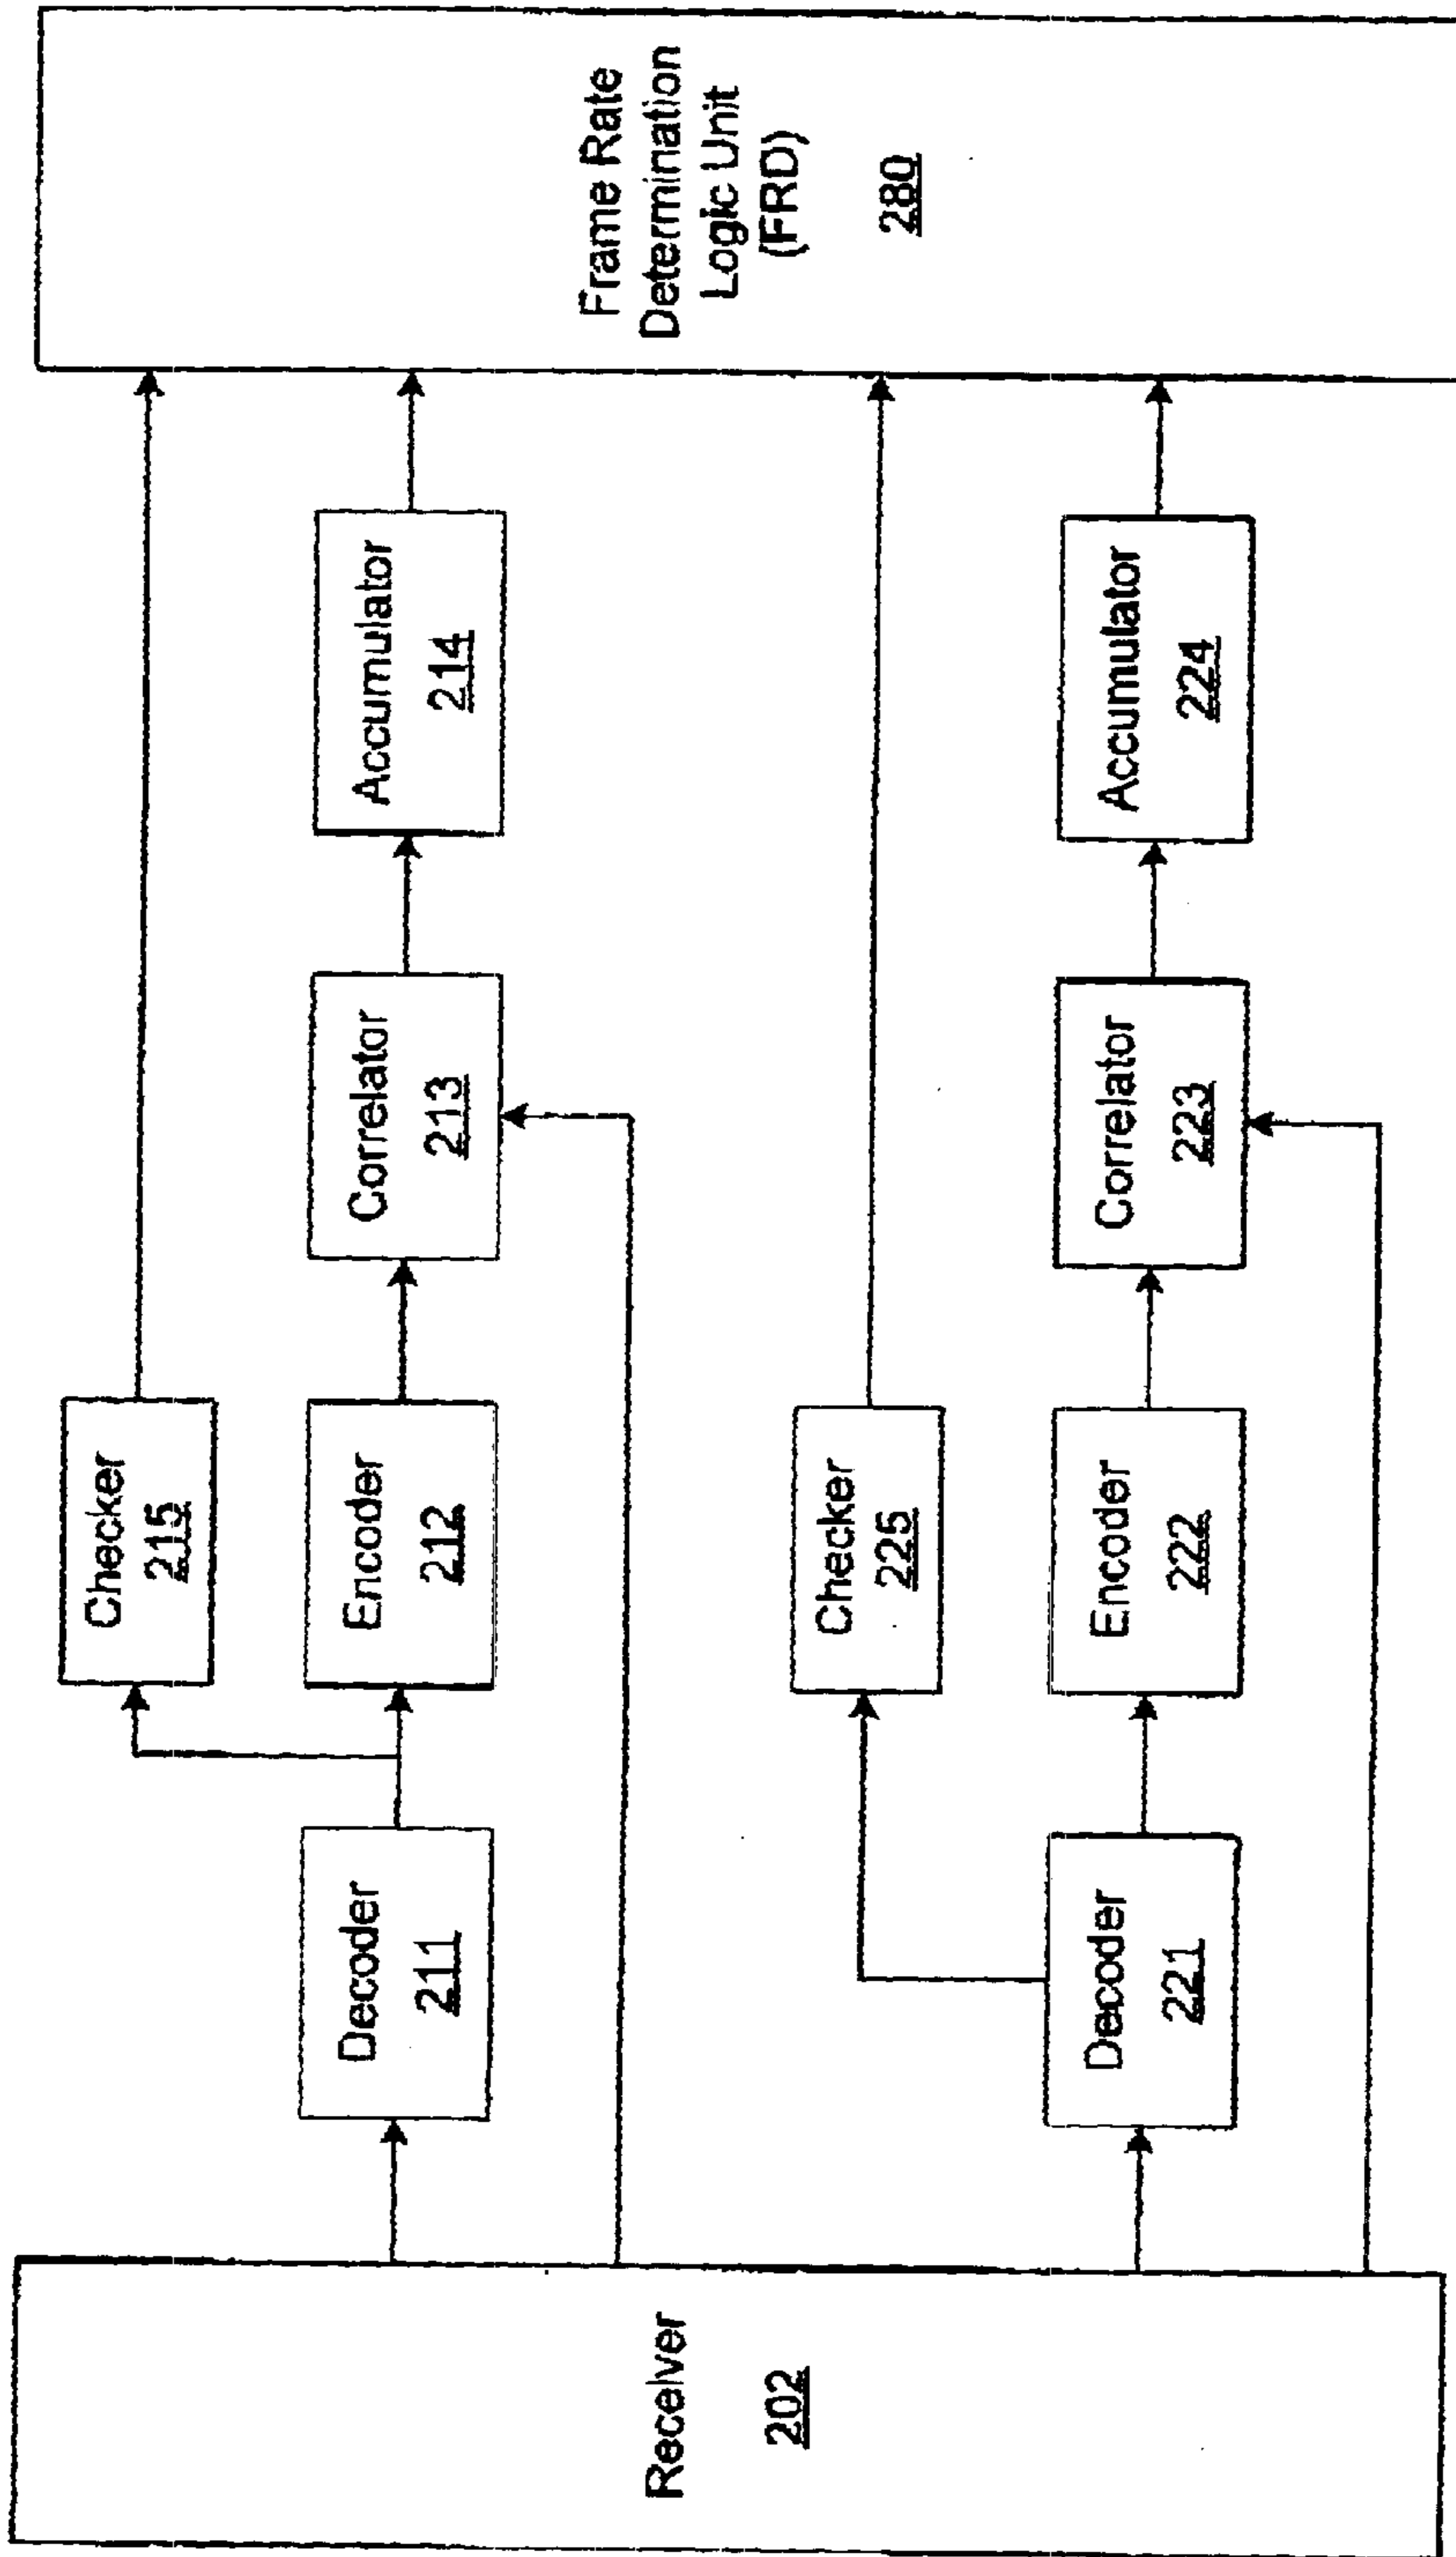 Receiver
202
Decoder
211
Checker
215
Encoder
212
Correlator
213
Accumulator
214
Decoder
221
Checker
225
Encoder
222
Correlator
223
Accumulator
224
Frame Rate
Determination
Logic Unit
(FRD)
280